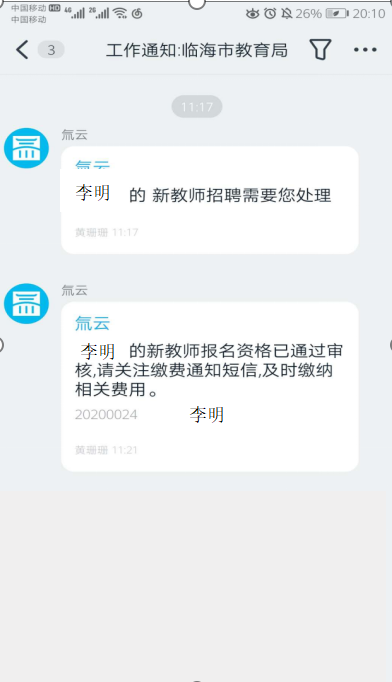 中国移动 HD 4G 2G 26% 20:10
中国移动
3 工作通知:临海市教育局
11:17
氚云
氚云
李明 的 新教师招聘需要您处理
黄珊珊 11:17
氚云
氚云
李明 的新教师报名资格已通过审
核,请关注缴费通知短信,及时缴纳
相关费用。
20200024 李明
黄珊珊 11:21